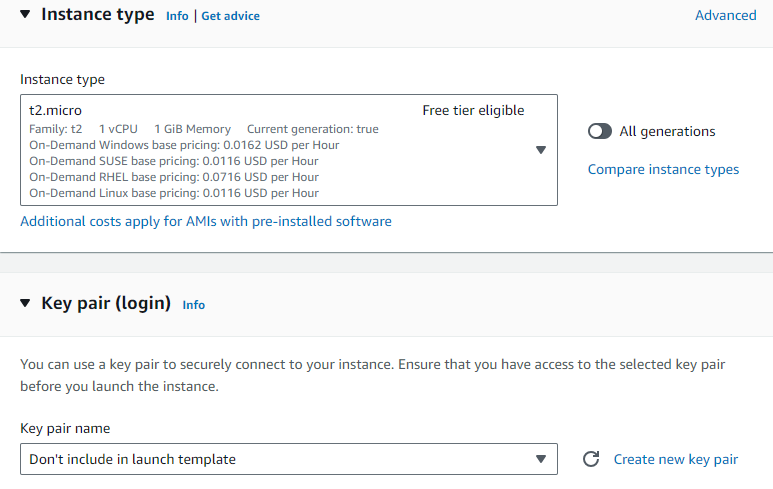 Instance type Info | Get advice Advanced
Instance type
t2.micro Free tier eligible
Family: t2 1 vCPU 1 GiB Memory Current generation: true
On-Demand Windows base pricing: 0.0162 USD per Hour
On-Demand SUSE base pricing: 0.0116 USD per Hour
On-Demand RHEL base pricing: 0.0716 USD per Hour
On-Demand Linux base pricing: 0.0116 USD per Hour
All generations
Compare instance types
Additional costs apply for AMIs with pre-installed software
Key pair (login) Info
You can use a key pair to securely connect to your instance. Ensure that you have access to the selected key pair
before you launch the instance.
Key pair name
Don't include in launch template
Create new key pair